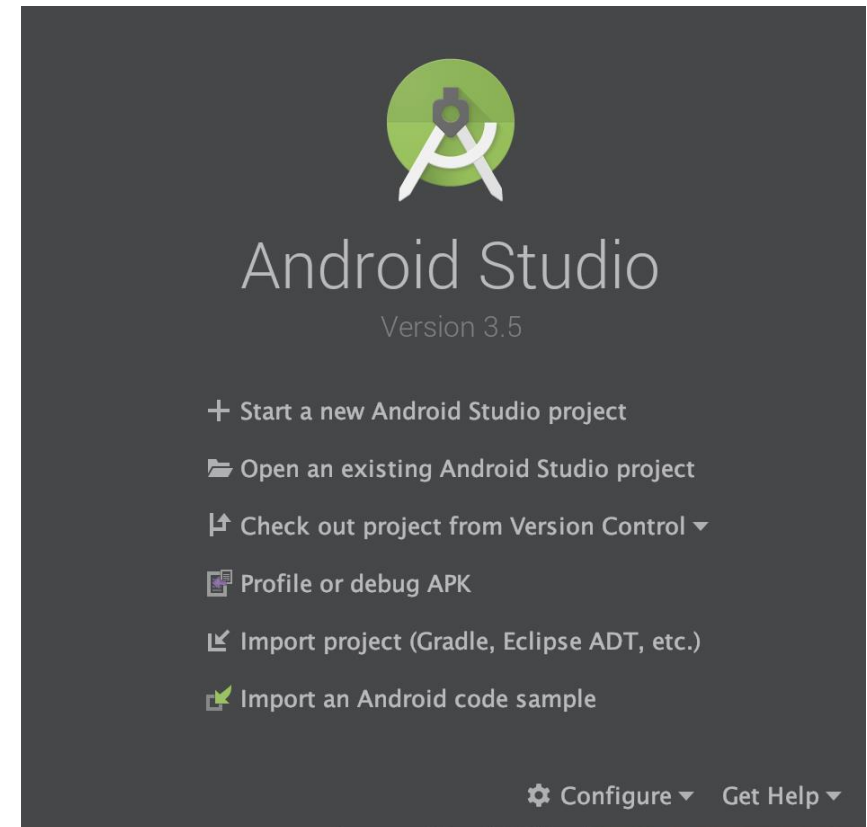 Android Studio
Version 3.5
Start a new Android Studio project
Open an existing Android Studio project
Check out project from Version Control
Profile or debug APK
Import project (Gradle, Eclipse ADT, etc.)
Import an Android code sample
Configure Get Help